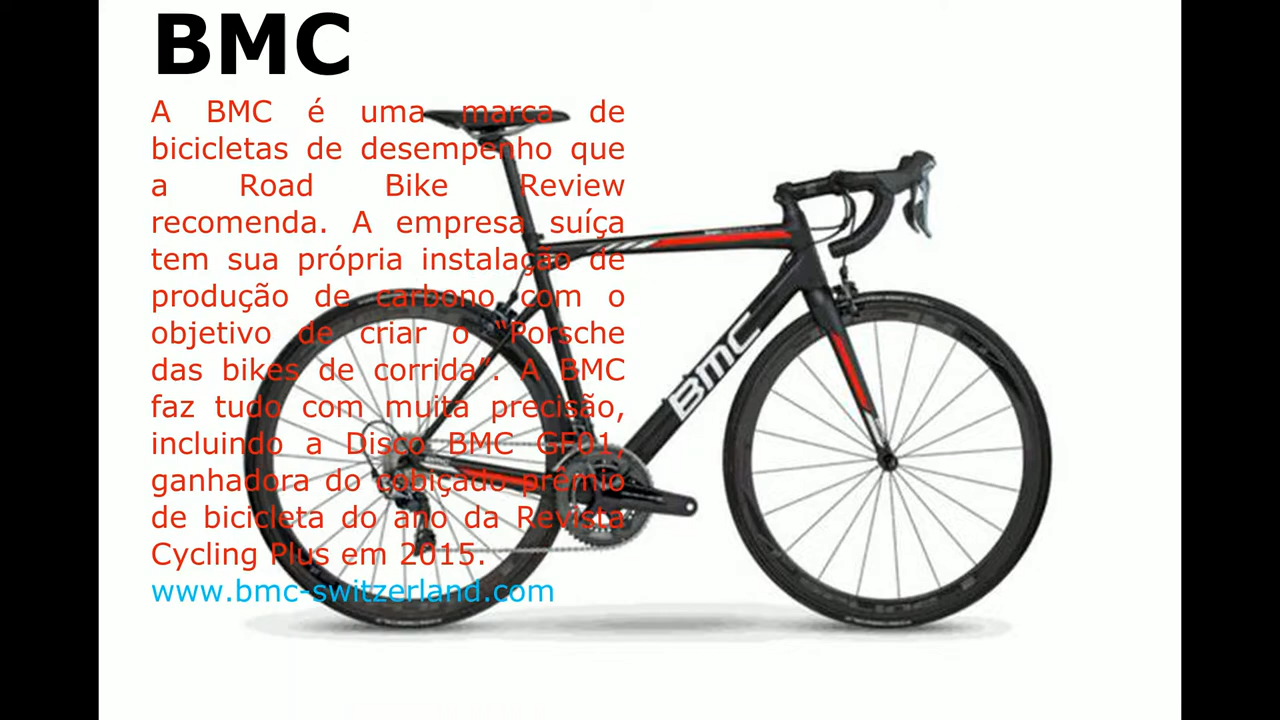 BMC
A BMC é uma marca de
bicicletas de desempenho que
a Road Bike Review
recomenda. A empresa suíça
tem sua própria instalação de
produção de carbono com o
objetivo de criar o “Porsche
das bikes de corrida”. A BMC
faz tudo com muita precisão,
incluindo a Disco BMC GF01,
ganhadora do cobiçado prêmio
de bicicleta do ano da Revista
Cycling Plus em 2015.
www.bmc-switzerland.com
BMC